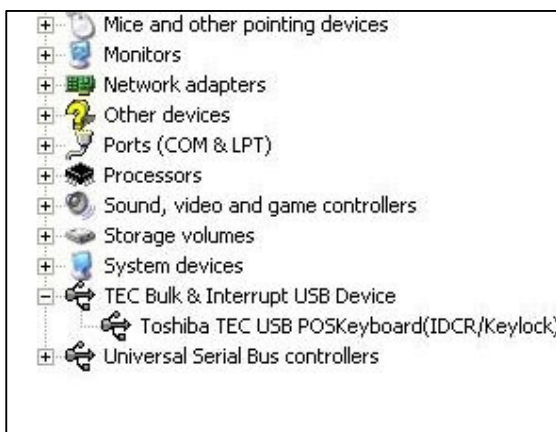 Mice and other pointing devices
Monitors
Network adapters
Other devices
Ports (COM & LPT)
Processors
Sound, video and game controllers
Storage volumes
System devices
TEC Bulk & Interrupt USB Device
Toshiba TEC USB POSKeyboard(IDCR/Keylock)
Universal Serial Bus controllers